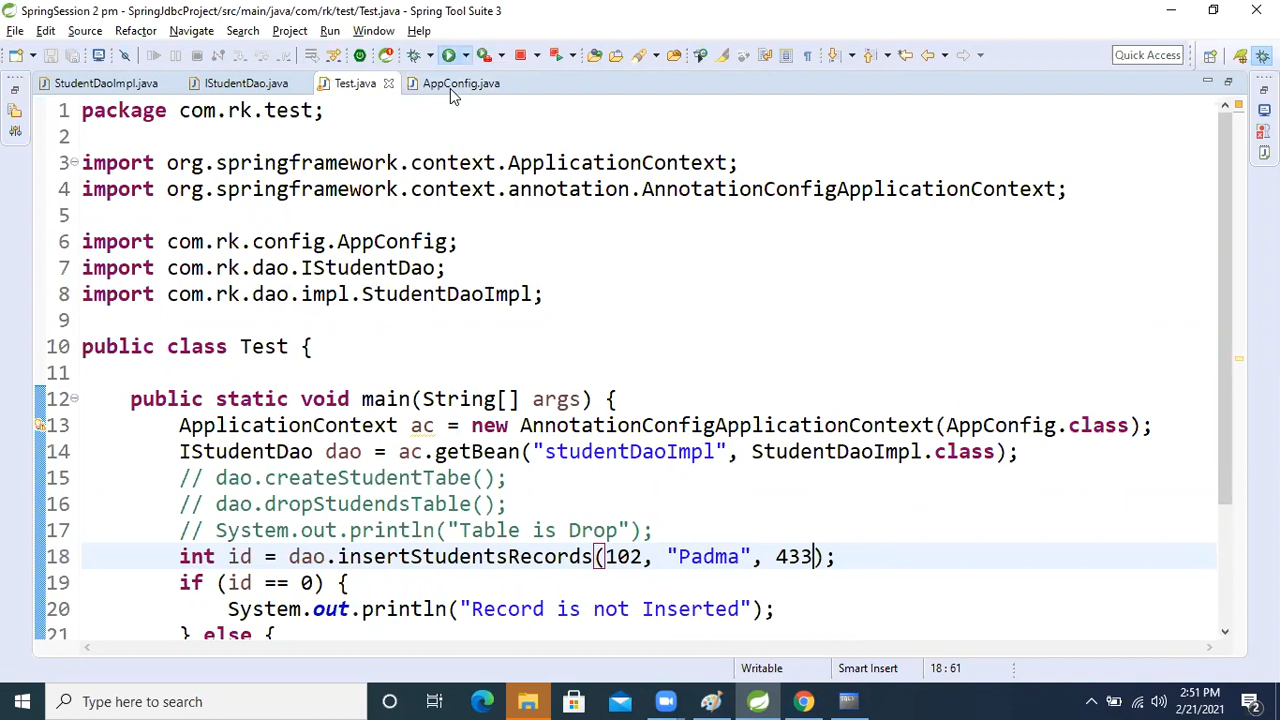 SpringSession 2 pm - SpringJdbcProject/src/main/java/com/rk/test/Test.java - Spring Tool Suite 3
File Edit Source Refactor Navigate Search Project Run Window Help
Quick Access
StudentDaoImpl.java IStudentDao.java Test.java AppConfig.java
1 package com.rk.test;
2
3 import org.springframework.context.ApplicationContext;
4 import org.springframework.context.annotation.AnnotationConfigApplicationContext;
5
6 import com.rk.config.AppConfig;
7 import com.rk.dao.IStudentDao;
8 import com.rk.dao.impl.StudentDaoImpl;
9
10 public class Test {
11
12 public static void main(String[] args) {
13 ApplicationContext ac = new AnnotationConfigApplicationContext(AppConfig.class);
14 IStudentDao dao = ac.getBean("studentDaoImpl", StudentDaoImpl.class);
15 // dao.createStudentTabe();
16 // dao.dropStudendsTable();
17 // System.out.println("Table is Drop");
18 int id = dao.insertStudentsRecords(102, "Padma", 433);
19 if (id == 0) {
20 System.out.println("Record is not Inserted");
21 } else {
Writable Smart Insert 18:61
Type here to search
2:51 PM
2/21/2021
2